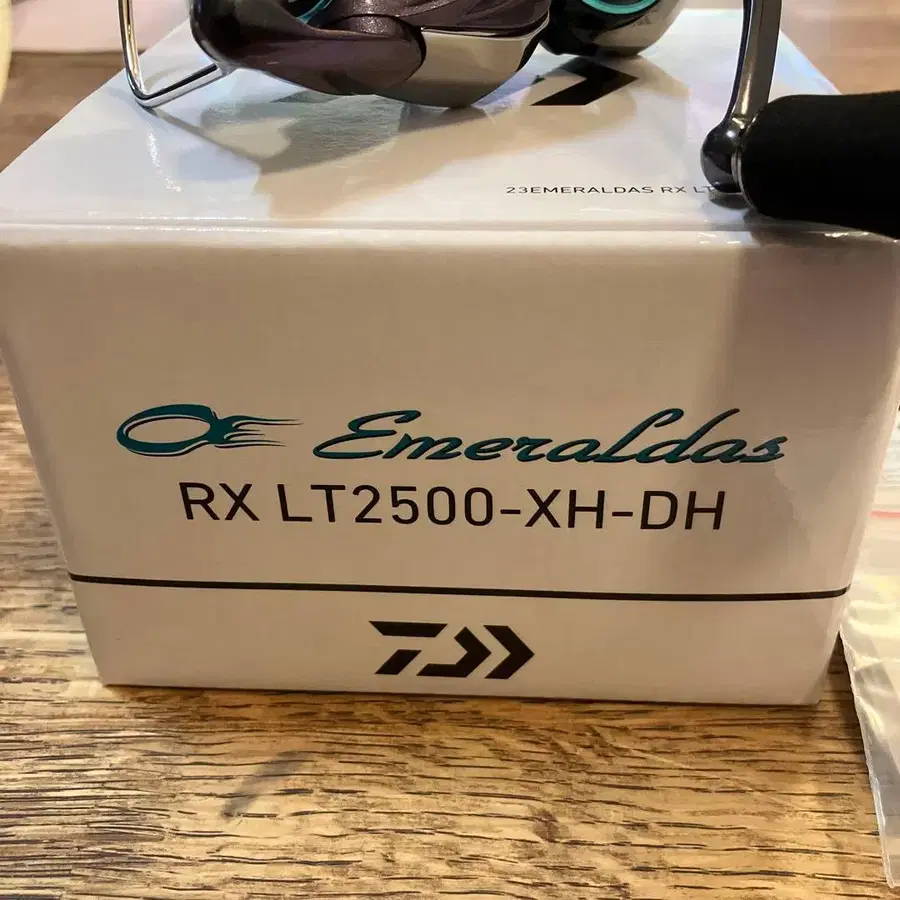 23EMERALDAS RX LT
Emeraldas
RX LT2500-XH-DH